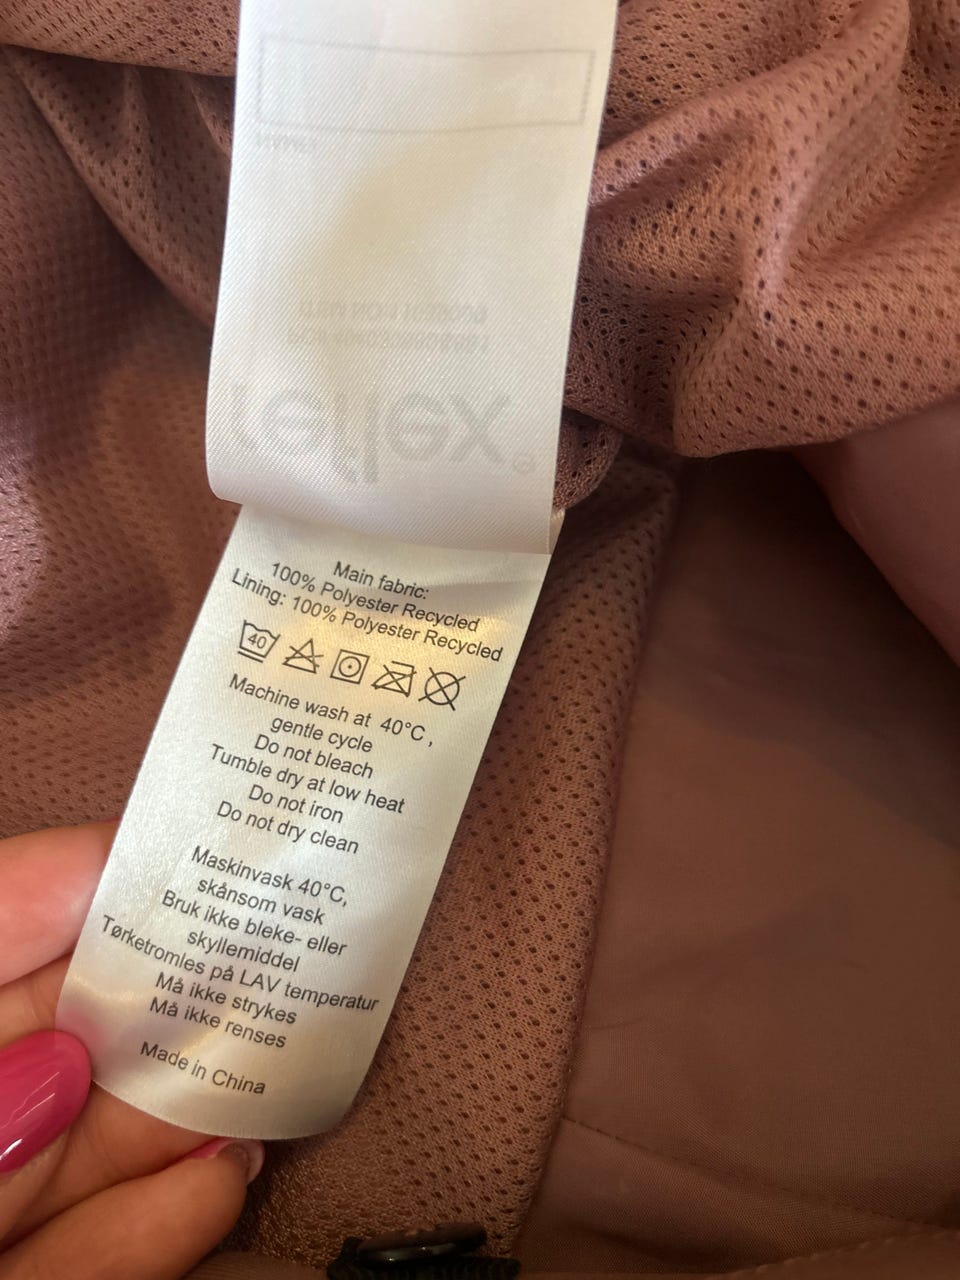 Main fabric:
100% Polyester Recycled
Lining: 100% Polyester Recycled
40
Machine wash at 40°C,
gentle cycle
Do not bleach
Tumble dry at low heat
Do not iron
Do not dry clean
Maskinvask 40°C,
skånsom vask
Bruk ikke bleke- eller
skyllemiddel
Tørketromles på LAV temperatur
Må ikke strykes
Må ikke renses
Made in China